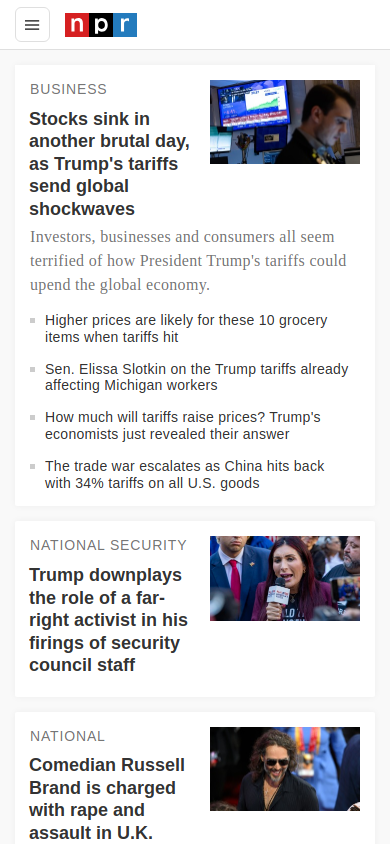 npr
BUSINESS
Stocks sink in
another brutal day,
as Trump's tariffs
send global
shockwaves
Investors, businesses and consumers all seem
terrified of how President Trump's tariffs could
upend the global economy.
Higher prices are likely for these 10 grocery
items when tariffs hit
Sen. Elissa Slotkin on the Trump tariffs already
affecting Michigan workers
How much will tariffs raise prices? Trump's
economists just revealed their answer
The trade war escalates as China hits back
with 34% tariffs on all U.S. goods
NATIONAL SECURITY
Trump downplays
the role of a far-
right activist in his
firings of security
council staff
NATIONAL
Comedian Russell
Brand is charged
with rape and
assault in U.K.